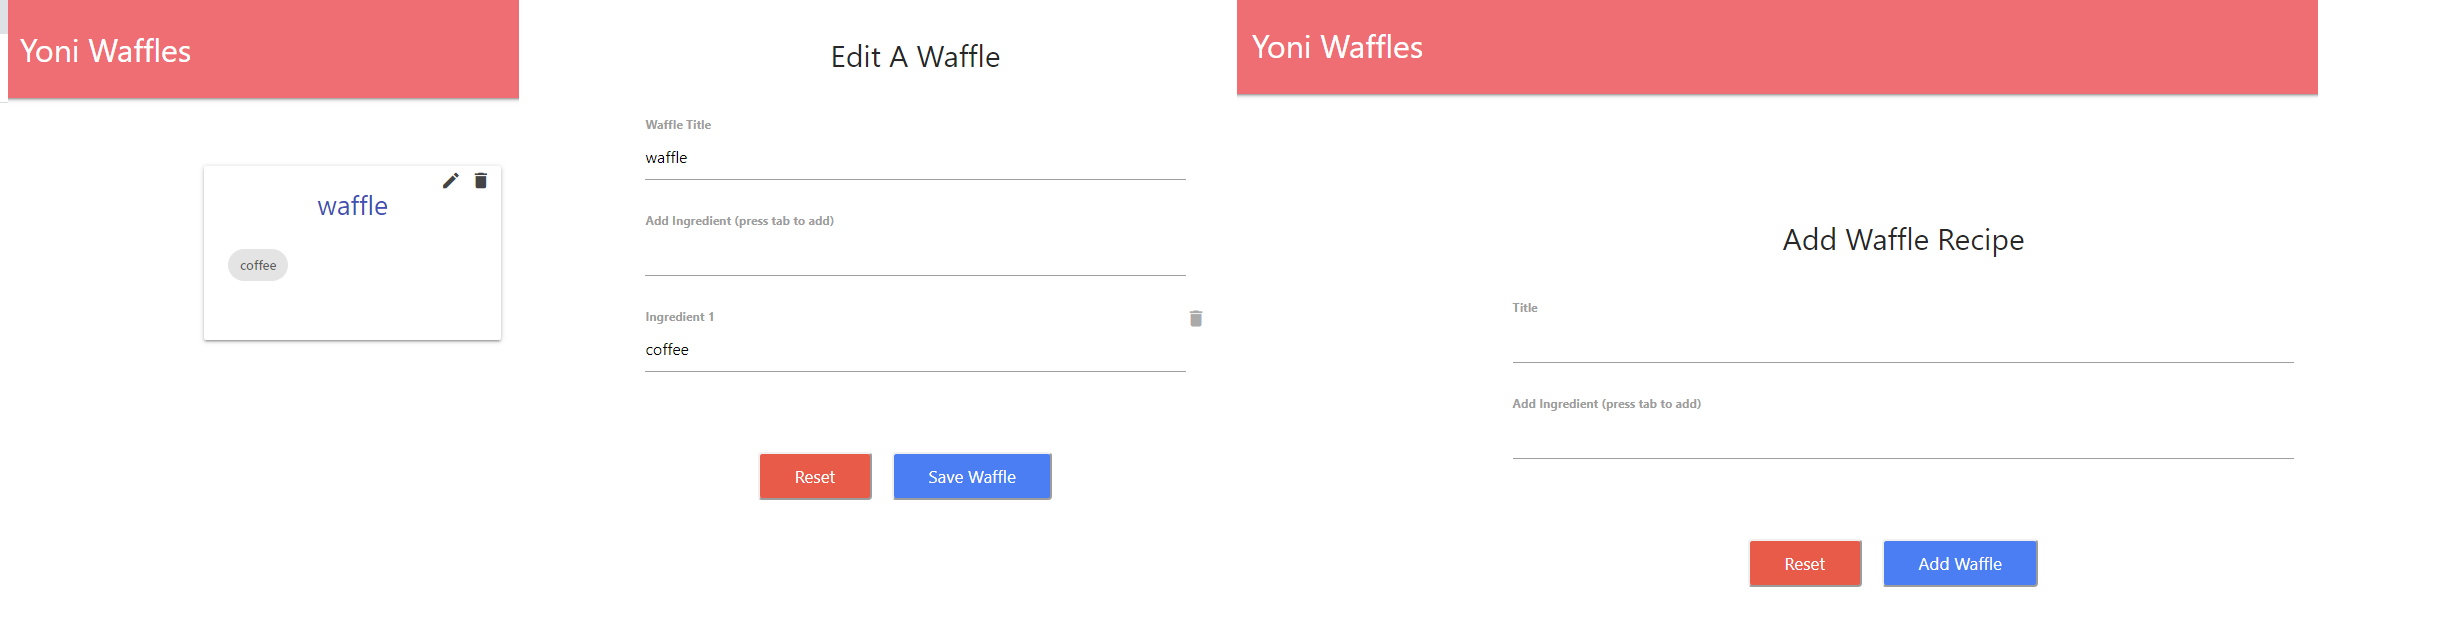 Yoni Waffles
waffle
coffee
Edit A Waffle
Waffle Title
waffle
Add Ingredient (press tab to add)
Ingredient 1
coffee
Reset
Save Waffle
Yoni Waffles
Add Waffle Recipe
Title
Add Ingredient (press tab to add)
Reset
Add Waffle